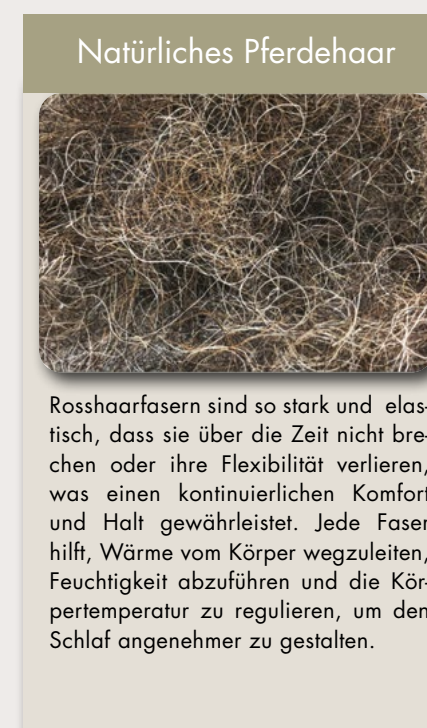 Natürliches Pferdehaar
Rosshaarfasern sind so stark und elas-
tisch, dass sie über die Zeit nicht bre-
chen oder ihre Flexibilität verlieren,
was einen kontinuierlichen Komfort
und Halt gewährleistet. Jede Faser
hilft, Wärme vom Körper wegzuleiten,
Feuchtigkeit abzuführen und die Kör-
pertemperatur zu regulieren, um den
Schlaf angenehmer zu gestalten.